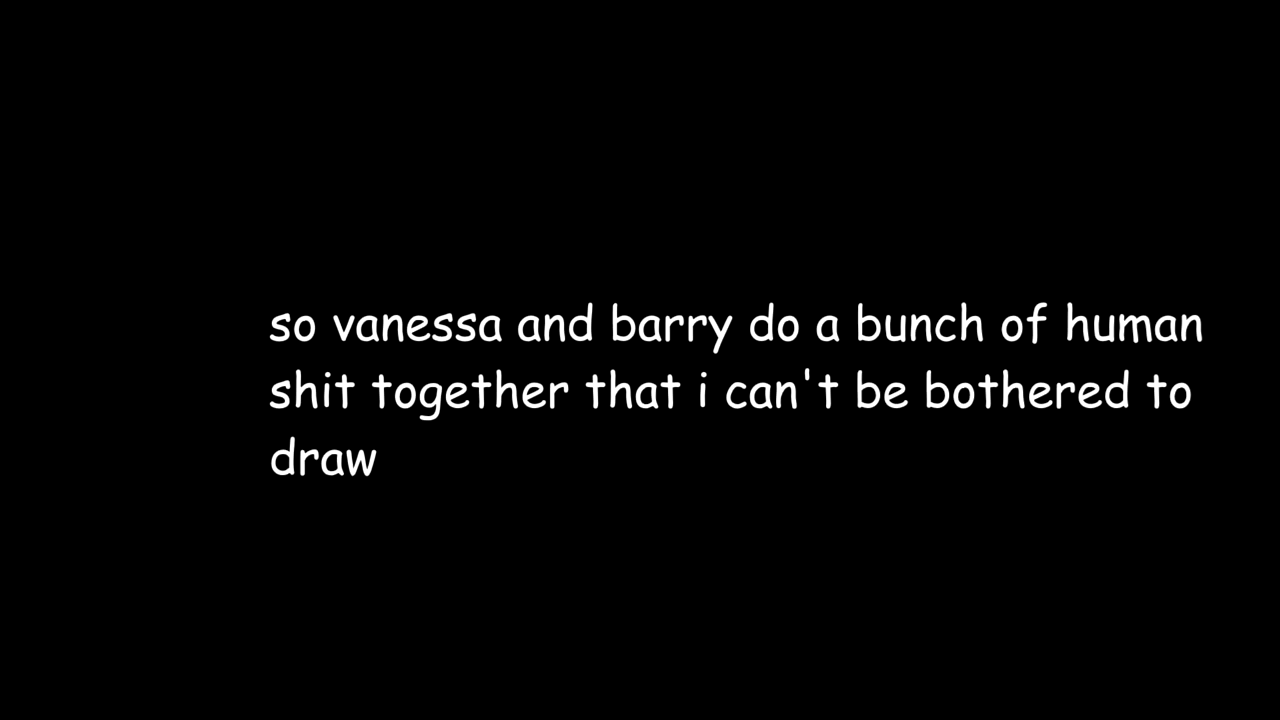 so vanessa and barry do a bunch of human
shit together that i can't be bothered to
draw